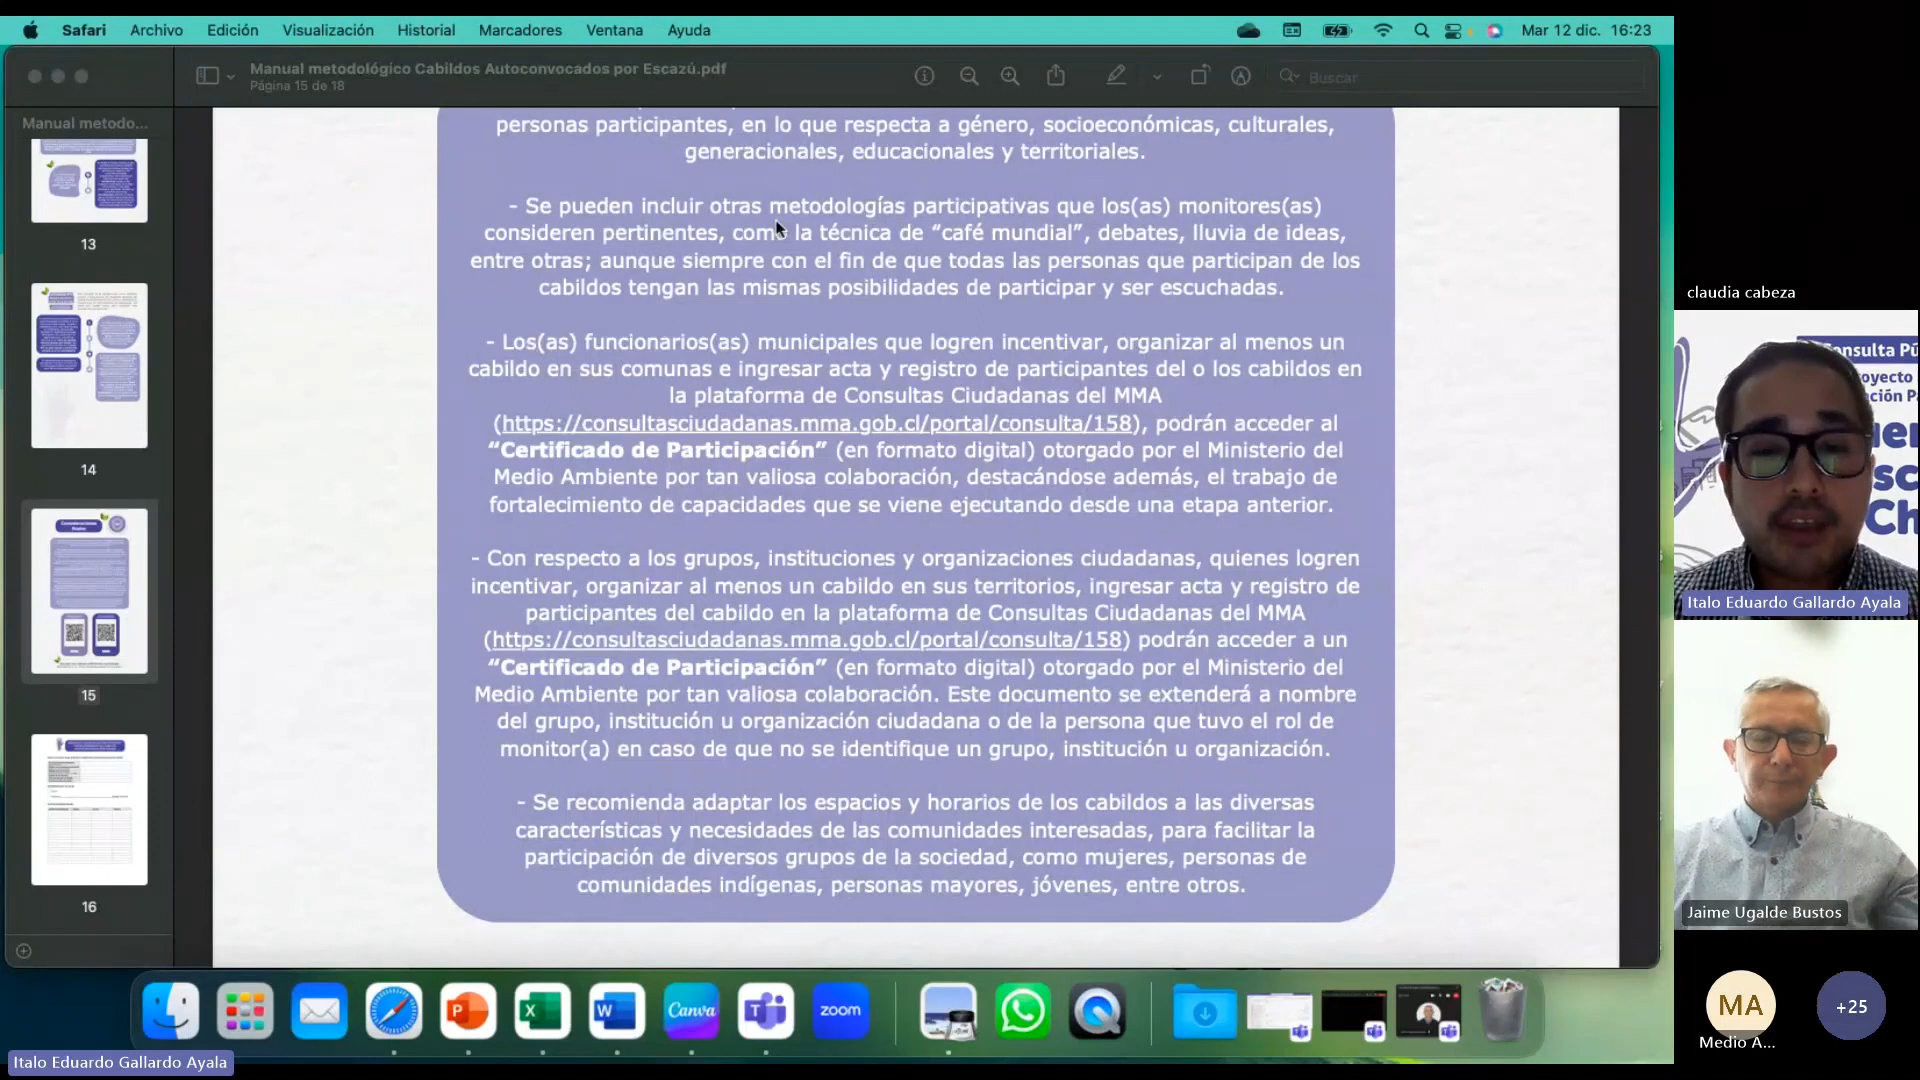 Safari Archivo Edición Visualización Historial Marcadores Ventana Ayuda
Mar 12 dic. 16:23
Manual metodológico Cabildos Autoconvocados por Escazú.pdf
Página 15 de 18
Buscar
Manual metodo...
13
14
15
16
personas participantes, en lo que respecta a género, socioeconómicas, culturales,
generacionales, educacionales y territoriales.
- Se pueden incluir otras metodologías participativas que los(as) monitores(as)
consideren pertinentes, como la técnica de “café mundial”, debates, lluvia de ideas,
entre otras; aunque siempre con el fin de que todas las personas que participan de los
cabildos tengan las mismas posibilidades de participar y ser escuchadas.
- Los(as) funcionarios(as) municipales que logren incentivar, organizar al menos un
cabildo en sus comunas e ingresar acta y registro de participantes del o los cabildos en
la plataforma de Consultas Ciudadanas del MMA
(https://consultasciudadanas.mma.gob.cl/portal/consulta/158), podrán acceder al
“Certificado de Participación” (en formato digital) otorgado por el Ministerio del
Medio Ambiente por tan valiosa colaboración, destacándose además, el trabajo de
fortalecimiento de capacidades que se viene ejecutando desde una etapa anterior.
- Con respecto a los grupos, instituciones y organizaciones ciudadanas, quienes logren
incentivar, organizar al menos un cabildo en sus territorios, ingresar acta y registro de
participantes del cabildo en la plataforma de Consultas Ciudadanas del MMA
(https://consultasciudadanas.mma.gob.cl/portal/consulta/158) podrán acceder a un
“Certificado de Participación” (en formato digital) otorgado por el Ministerio del
Medio Ambiente por tan valiosa colaboración. Este documento se extenderá a nombre
del grupo, institución u organización ciudadana o de la persona que tuvo el rol de
monitor(a) en caso de que no se identifique un grupo, institución u organización.
- Se recomienda adaptar los espacios y horarios de los cabildos a las diversas
características y necesidades de las comunidades interesadas, para facilitar la
participación de diversos grupos de la sociedad, como mujeres, personas de
comunidades indígenas, personas mayores, jóvenes, entre otros.
Canva
zoom
Italo Eduardo Gallardo Ayala
claudia cabeza
Italo Eduardo Gallardo Ayala
Jaime Ugalde Bustos
MA
+25
Medio A...